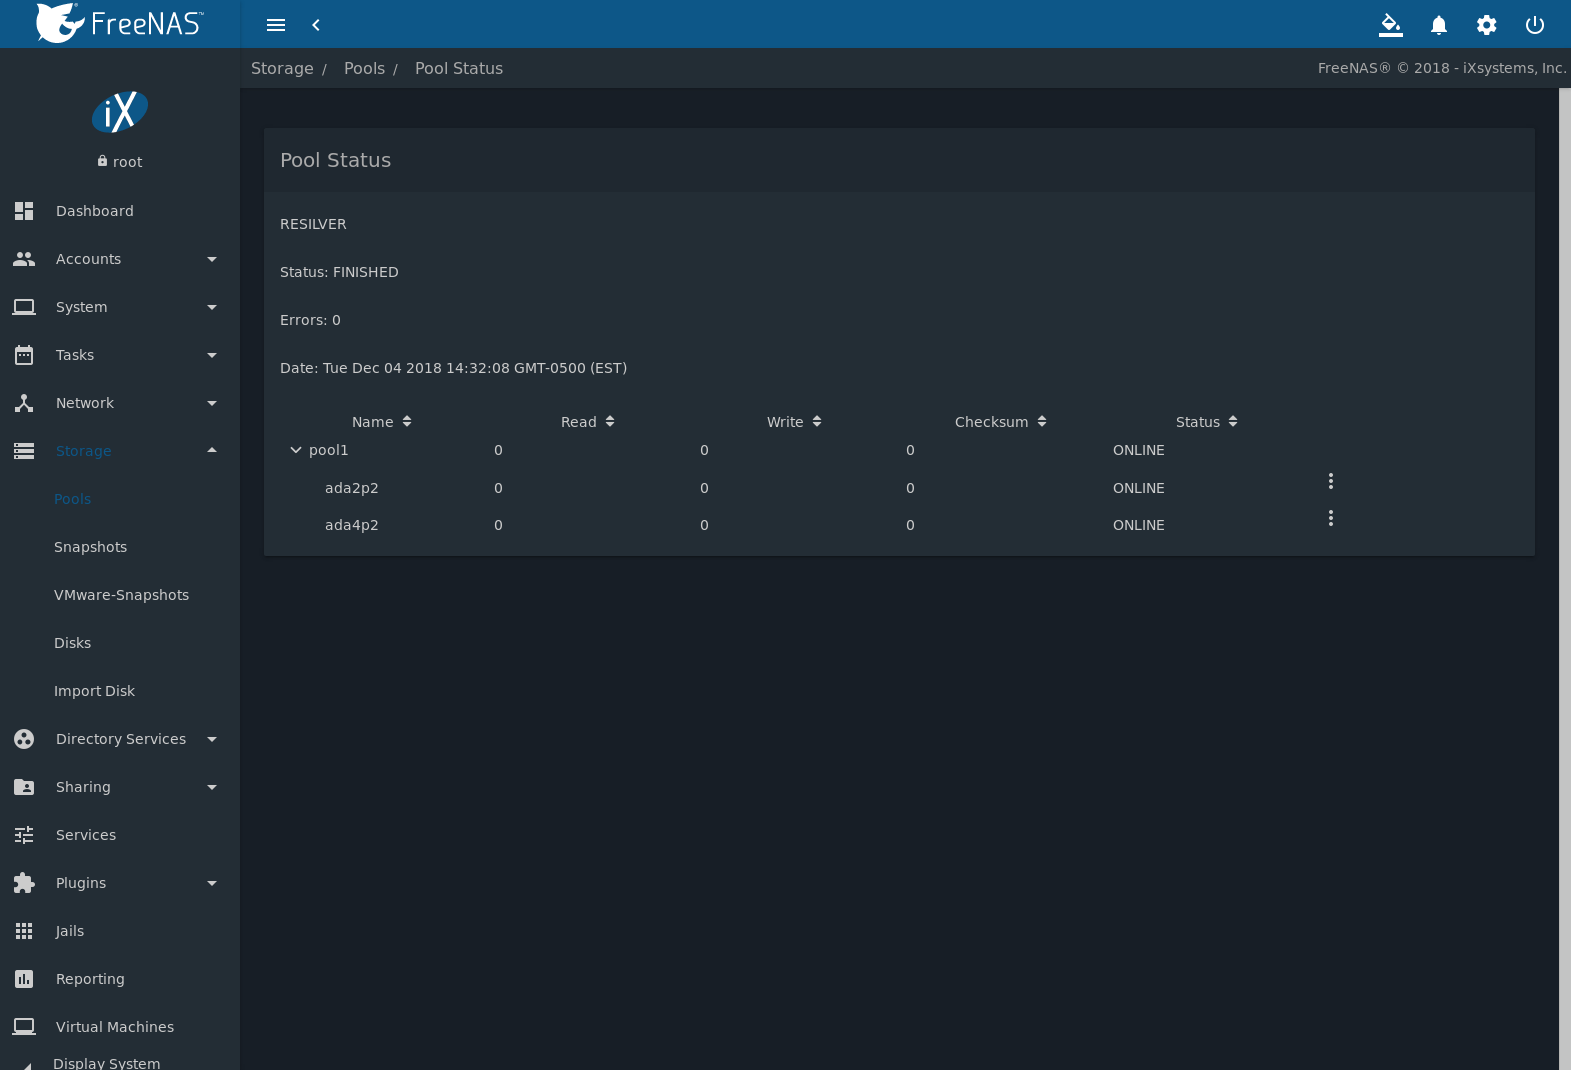 FreeNAS™
Storage / Pools / Pool Status
FreeNAS® © 2018 - iXsystems, Inc.
iX
root
Dashboard
Accounts
System
Tasks
Network
Storage
Pools
Snapshots
VMware-Snapshots
Disks
Import Disk
Directory Services
Sharing
Services
Plugins
Jails
Reporting
Virtual Machines
Display System
Pool Status
RESILVER
Status: FINISHED
Errors: 0
Date: Tue Dec 04 2018 14:32:08 GMT-0500 (EST)
Name Read Write Checksum Status
pool1 0 0 0 ONLINE
ada2p2 0 0 0 ONLINE
ada4p2 0 0 0 ONLINE